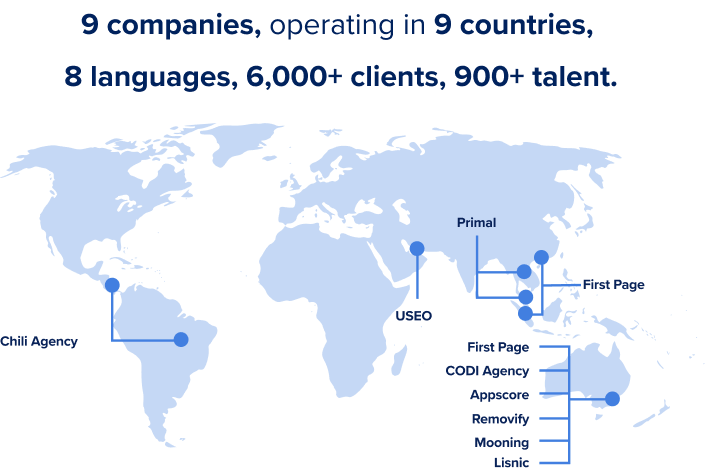 9 companies, operating in 9 countries,
8 languages, 6,000+ clients, 900+ talent.
Primal
First Page
USEO
Chili Agency
First Page
CODI Agency
Appscore
Removify
Mooning
Lisnic